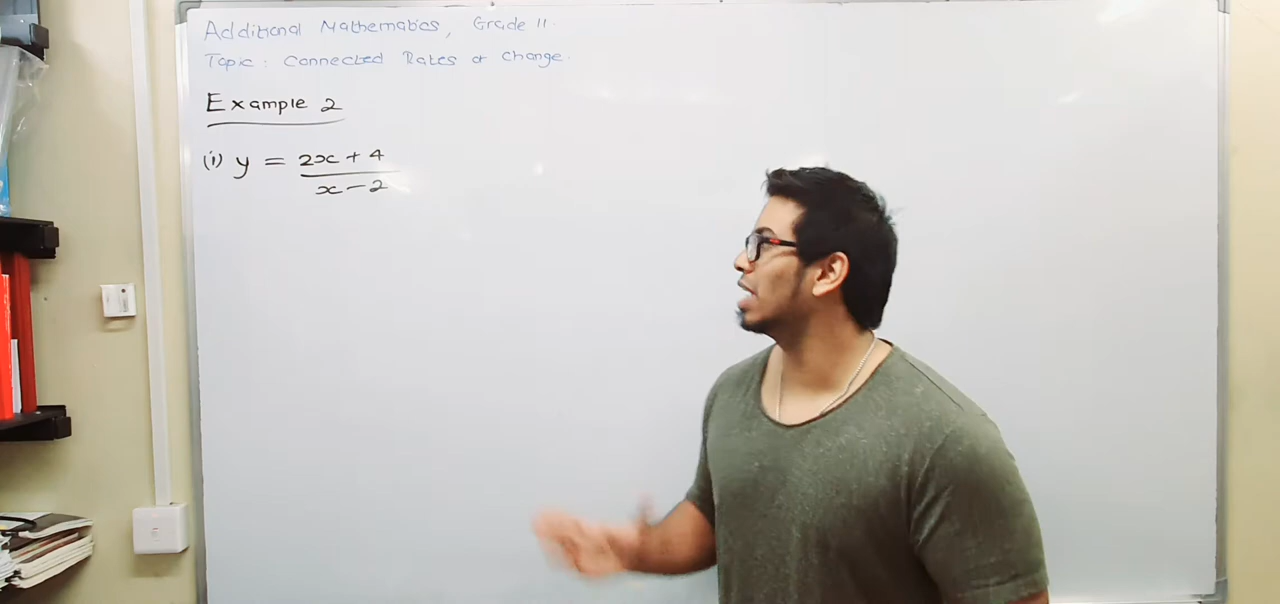 Additional Mathematics, Grade 11.
Topic: Connected Rates of Change.
Example 2
(i) y = 2x + 4
x - 2